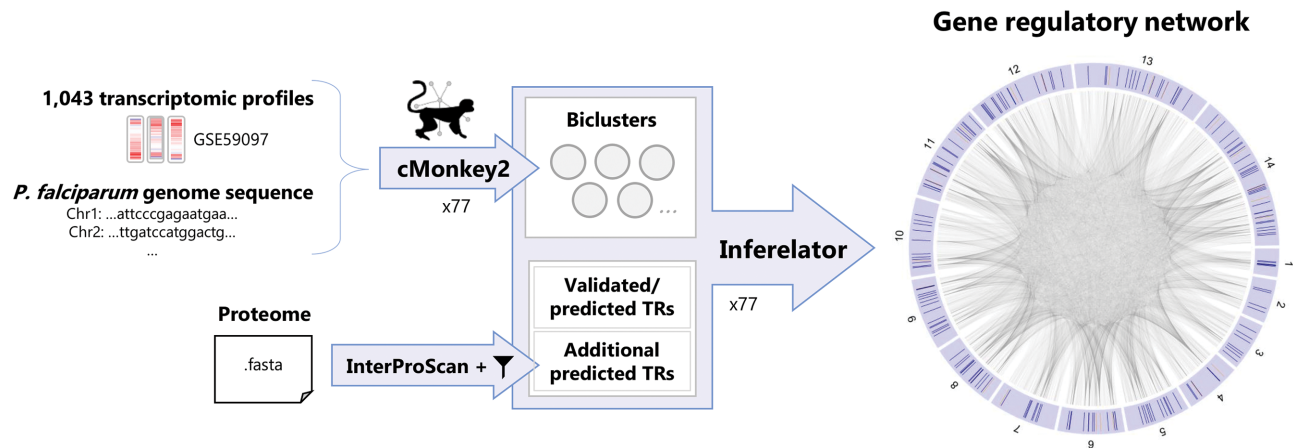 Gene regulatory network
1,043 transcriptomic profiles
GSE59097
P. falciparum genome sequence
Chr1: ...attcccgagaatgaa...
Chr2: ...ttgatccatggactg...
...
cMonkey2
x77
Biclusters
...
Validated/
predicted TRs
Additional
predicted TRs
Proteome
.fasta
InterProScan +
Inferelator
x77
1
2
3
4
5
6
7
8
9
10
11
12
13
14